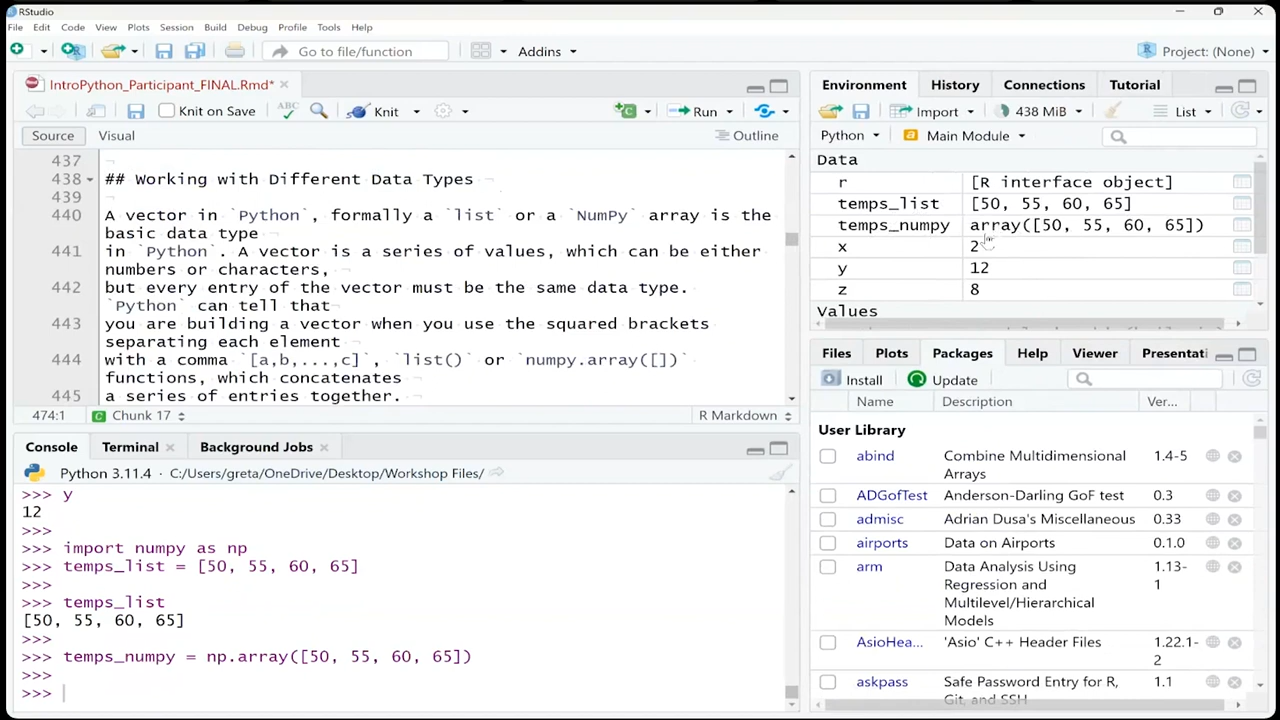 RStudio
File Edit Code View Plots Session Build Debug Profile Tools Help
Go to file/function
Addins
Project: (None)
IntroPython_Participant_FINAL.Rmd*
Knit on Save
ABC
Knit
Run
Source Visual
Outline
437
438 ## Working with Different Data Types
439
440 A vector in `Python`, formally a `list` or a `NumPy` array is the
basic data type
441 in `Python`. A vector is a series of values, which can be either
numbers or characters,
442 but every entry of the vector must be the same data type.
`Python` can tell that
443 you are building a vector when you use the squared brackets
separating each element
444 with a comma `[a,b,...,c]`, `list()` or `numpy.array([])`
functions, which concatenates
445 a series of entries together.
474:1 Chunk 17 R Markdown
Console Terminal Background Jobs
Python 3.11.4 · C:/Users/greta/OneDrive/Desktop/Workshop Files/
>>> y
12
>>>
>>> import numpy as np
>>> temps_list = [50, 55, 60, 65]
>>>
>>> temps_list
[50, 55, 60, 65]
>>>
>>> temps_numpy = np.array([50, 55, 60, 65])
>>>
>>>
Environment History Connections Tutorial
Import 438 MiB List
Python Main Module
Data
r [R interface object]
temps_list [50, 55, 60, 65]
temps_numpy array([50, 55, 60, 65])
x 2
y 12
z 8
Values
Files Plots Packages Help Viewer Presentati
Install Update
Name Description Ver...
User Library
abind Combine Multidimensional 1.4-5
Arrays
ADGofTest Anderson-Darling GoF test 0.3
admisc Adrian Dusa's Miscellaneous 0.33
airports Data on Airports 0.1.0
arm Data Analysis Using 1.13-
Regression and 1
Multilevel/Hierarchical
Models
AsioHea... 'Asio' C++ Header Files 1.22.1-
2
askpass Safe Password Entry for R, 1.1
Git, and SSH